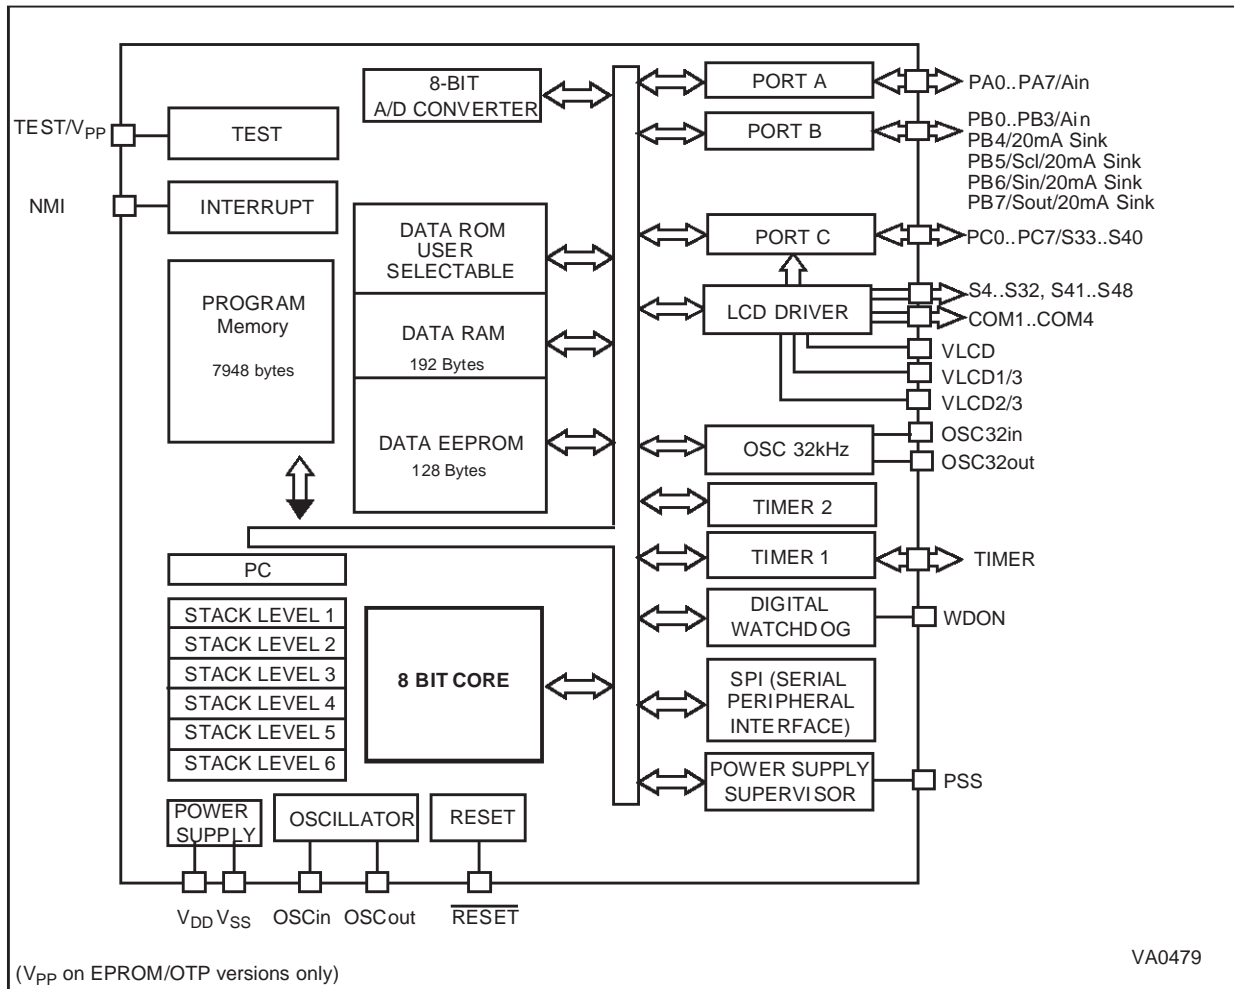 8-BIT
A/D CONVERTER
PORT A
PA0..PA7/Ain
TEST/VPP
TEST
PORT B
PB0..PB3/Ain
PB4/20mA Sink
PB5/Scl/20mA Sink
PB6/Sin/20mA Sink
PB7/Sout/20mA Sink
NMI
INTERRUPT
DATA ROM
USER
SELECTABLE
PORT C
PC0..PC7/S33..S40
PROGRAM
Memory
7948 bytes
DATA RAM
192 Bytes
LCD DRIVER
S4..S32, S41..S48
COM1..COM4
VLCD
VLCD1/3
VLCD2/3
DATA EEPROM
128 Bytes
OSC 32kHz
OSC32in
OSC32out
TIMER 2
TIMER 1
TIMER
PC
STACK LEVEL 1
STACK LEVEL 2
STACK LEVEL 3
STACK LEVEL 4
STACK LEVEL 5
STACK LEVEL 6
8 BIT CORE
DIGITAL
WATCHDOG
WDON
SPI (SERIAL
PERIPHERAL
INTERFACE)
POWER SUPPLY
SUPERVISOR
PSS
POWER
SUPPLY
OSCILLATOR
RESET
VDD VSS
OSCin
OSCout
RESET
VA0479
(VPP on EPROM/OTP versions only)